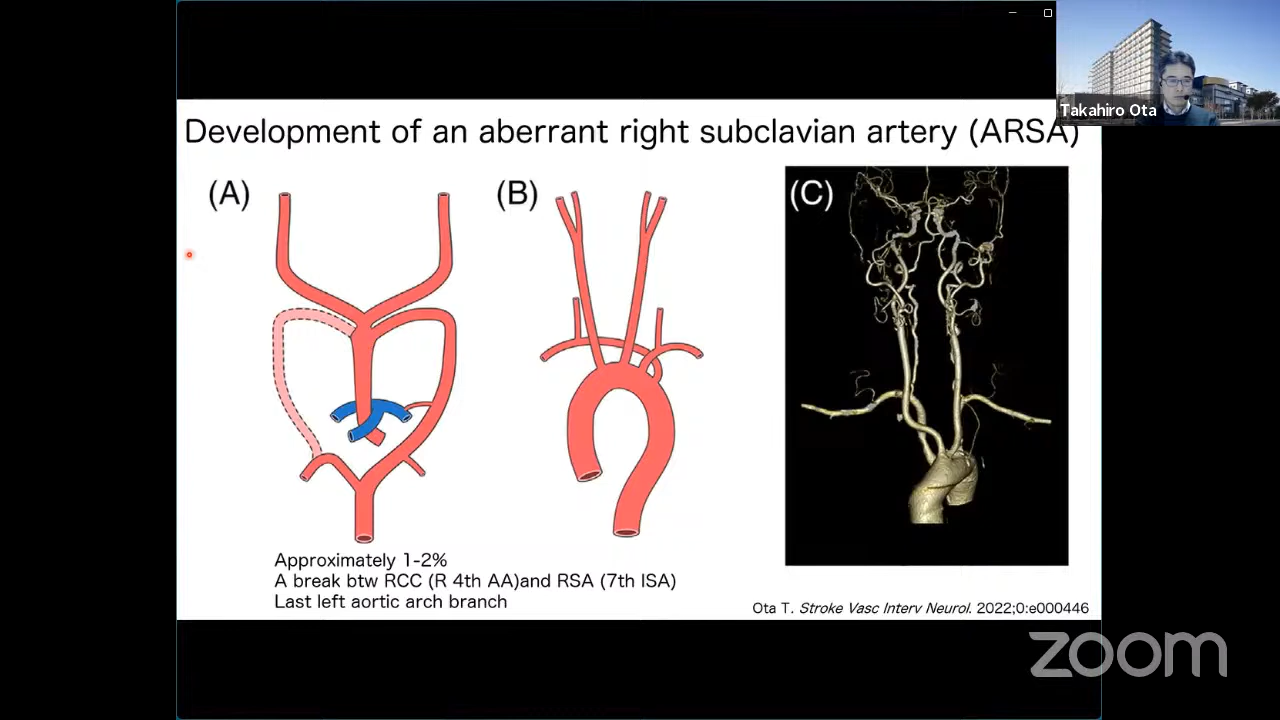 Takahiro Ota
Development of an aberrant right subclavian artery (ARSA)
(A)
(B)
(C)
Approximately 1-2%
A break btw RCC (R 4th AA)and RSA (7th ISA)
Last left aortic arch branch
Ota T. Stroke Vasc Interv Neurol. 2022;0:e000446
zoom